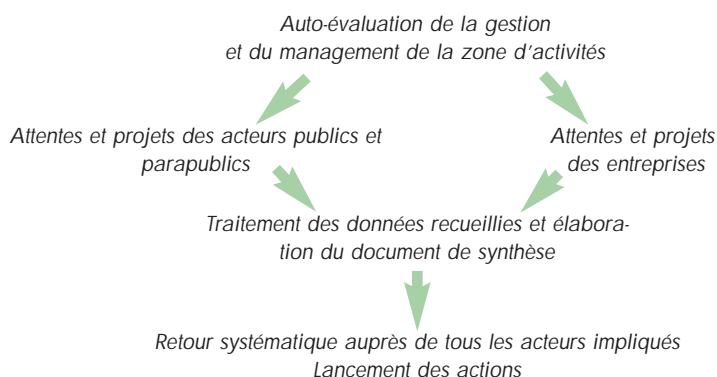 Auto-évaluation de la gestion
et du management de la zone d'activités
Attentes et projets des acteurs publics et
parapublics
Attentes et projets
des entreprises
Traitement des données recueillies et élabora-
tion du document de synthèse
Retour systématique auprès de tous les acteurs impliqués
Lancement des actions